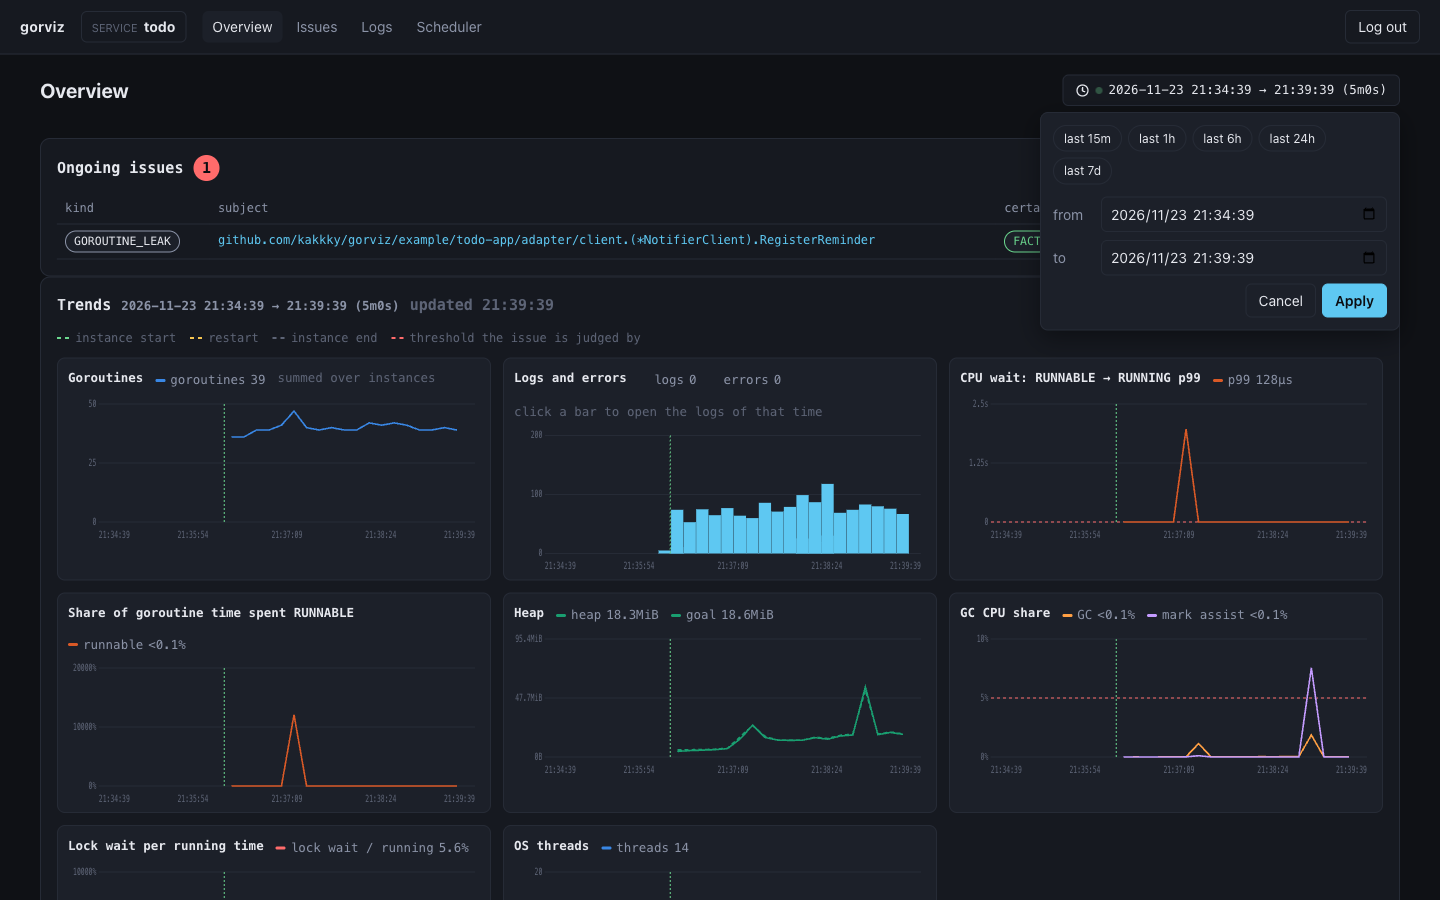 gorviz SERVICE todo Overview Issues Logs Scheduler Log out
Overview
2026-11-23 21:34:39 → 21:39:39 (5m0s)
last 15m last 1h last 6h last 24h
last 7d
from 2026/11/23 21:34:39
to 2026/11/23 21:39:39
Cancel Apply
Ongoing issues 1
kind subject certa
GOROUTINE_LEAK github.com/kakkky/gorviz/example/todo-app/adapter/client.(*NotifierClient).RegisterReminder FACT
Trends 2026-11-23 21:34:39 → 21:39:39 (5m0s) updated 21:39:39
instance start restart instance end threshold the issue is judged by
Goroutines goroutines 39 summed over instances
50
25
0
21:34:39 21:35:54 21:37:09 21:38:24 21:39:39
Logs and errors logs 0 errors 0
click a bar to open the logs of that time
200
100
0
21:34:39 21:35:54 21:37:09 21:38:24 21:39:39
CPU wait: RUNNABLE → RUNNING p99 p99 128µs
2.5s
1.25s
0
21:34:39 21:35:54 21:37:09 21:38:24 21:39:39
Share of goroutine time spent RUNNABLE
runnable <0.1%
20000%
10000%
0%
21:34:39 21:35:54 21:37:09 21:38:24 21:39:39
Heap heap 18.3MiB goal 18.6MiB
95.4MiB
47.7MiB
0B
21:34:39 21:35:54 21:37:09 21:38:24 21:39:39
GC CPU share GC <0.1% mark assist <0.1%
10%
5%
0%
21:34:39 21:35:54 21:37:09 21:38:24 21:39:39
Lock wait per running time lock wait / running 5.6%
10000%
OS threads threads 14
20